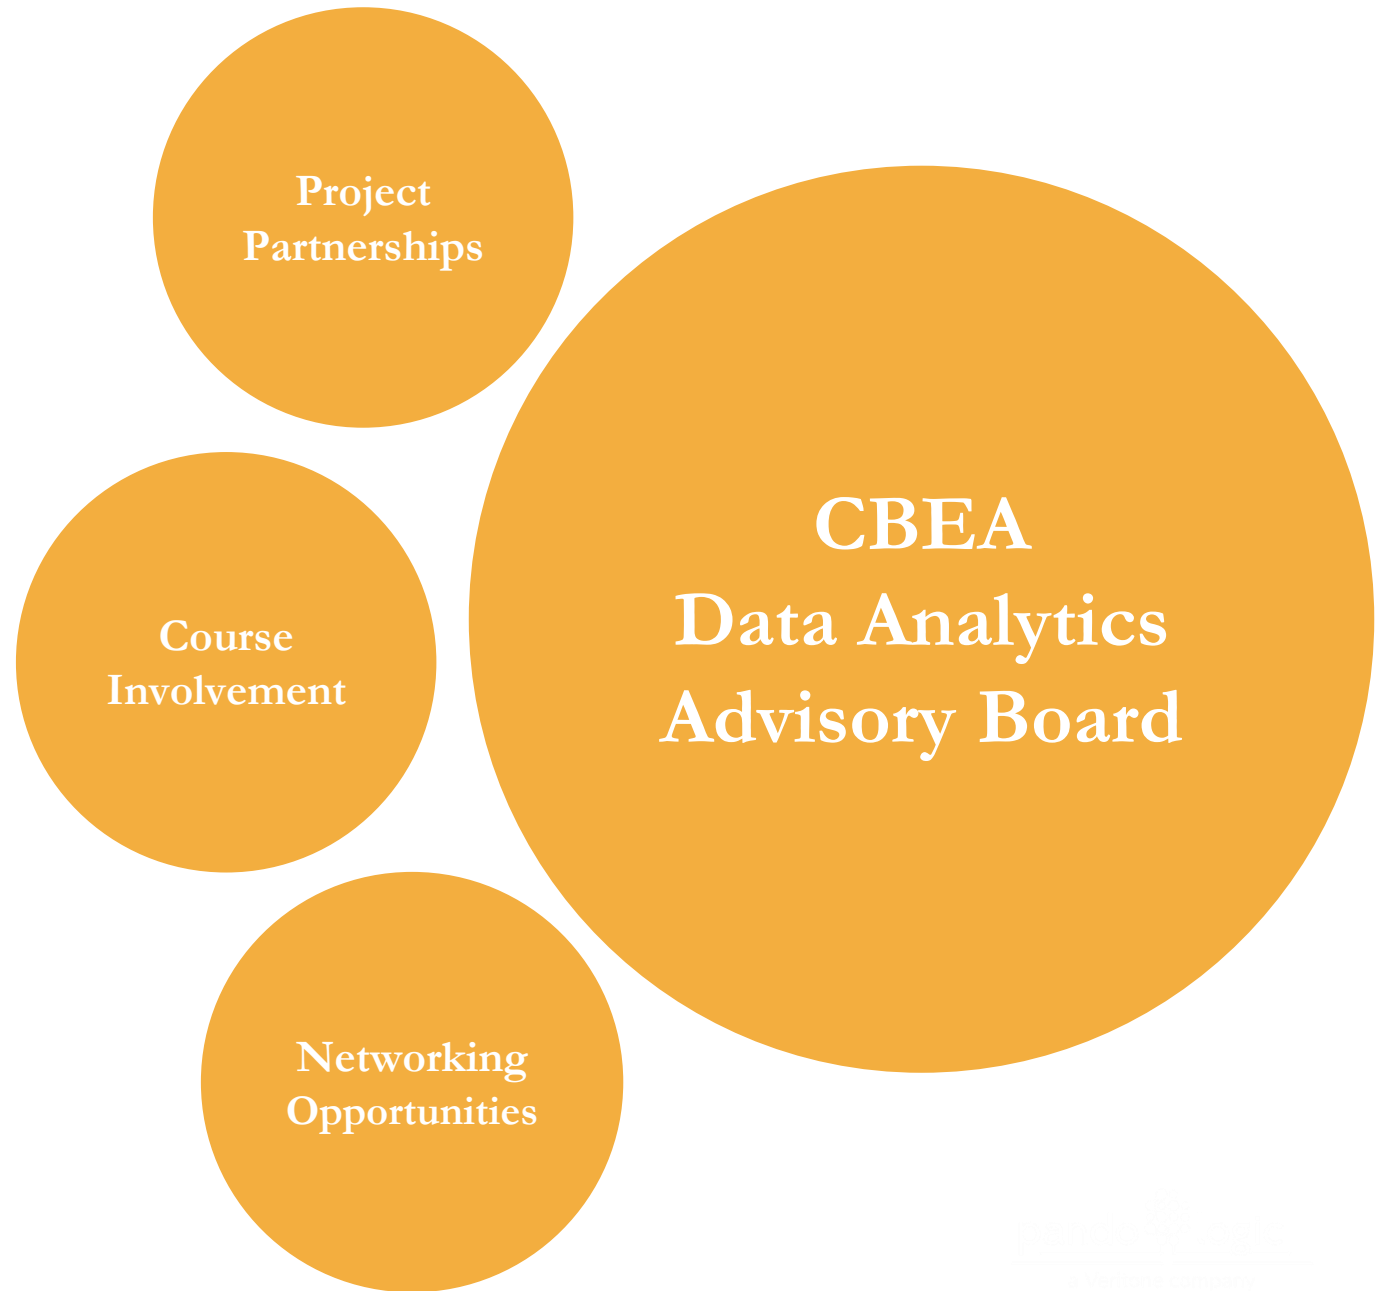 Project
Partnerships
CBEA
Data Analytics
Advisory Board
Course
Involvement
Networking
Opportunities